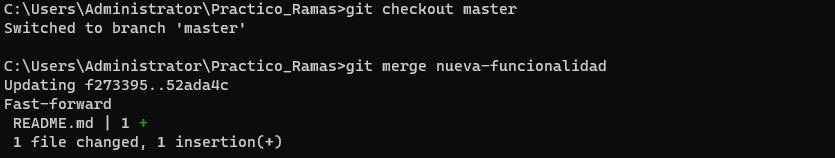 C:\Users\Administrator\Practico_Ramas>git checkout master
Switched to branch 'master'
C:\Users\Administrator\Practico_Ramas>git merge nueva-funcionalidad
Updating f273395..52ada4c
Fast-forward
 README.md | 1 +
 1 file changed, 1 insertion(+)